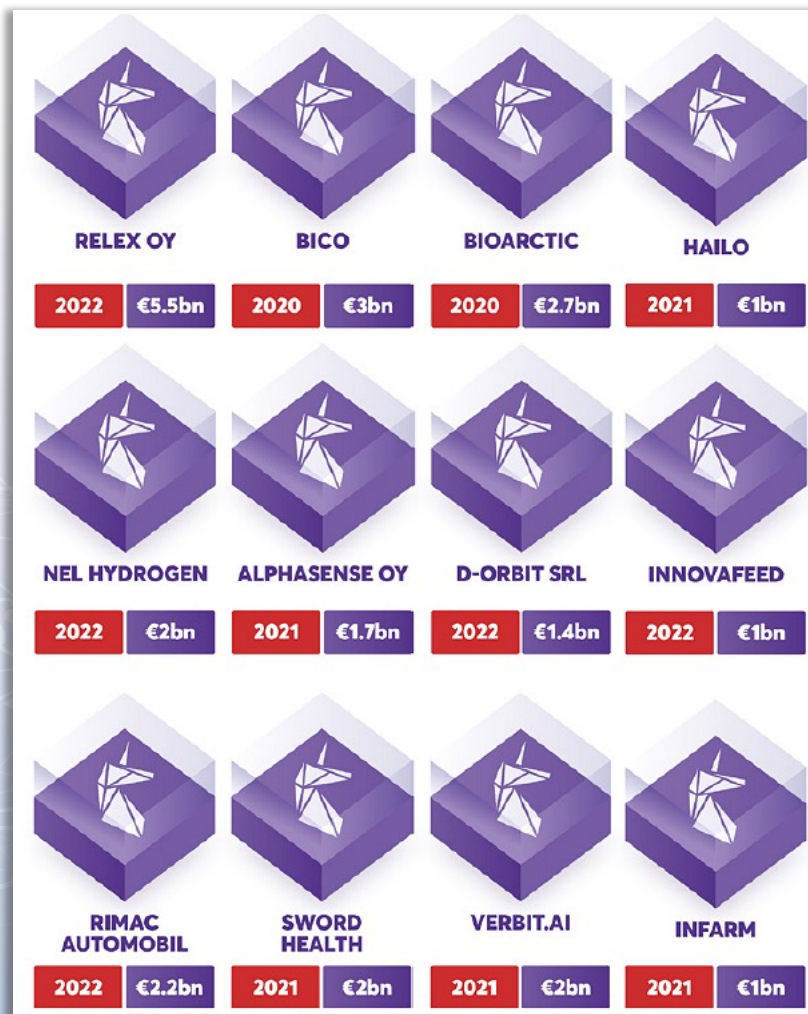 RELEX OY
BICO
BIOARCTIC
HAILO
2022 €5.5bn
2020 €3bn
2020 €2.7bn
2021 €1bn
NEL HYDROGEN
ALPHASENSE OY
D-ORBIT SRL
INNOVAFEED
2022 €2bn
2021 €1.7bn
2022 €1.4bn
2022 €1bn
RIMAC
AUTOMOBIL
SWORD
HEALTH
VERBIT.AI
INFARM
2022 €2.2bn
2021 €2bn
2021 €2bn
2021 €1bn